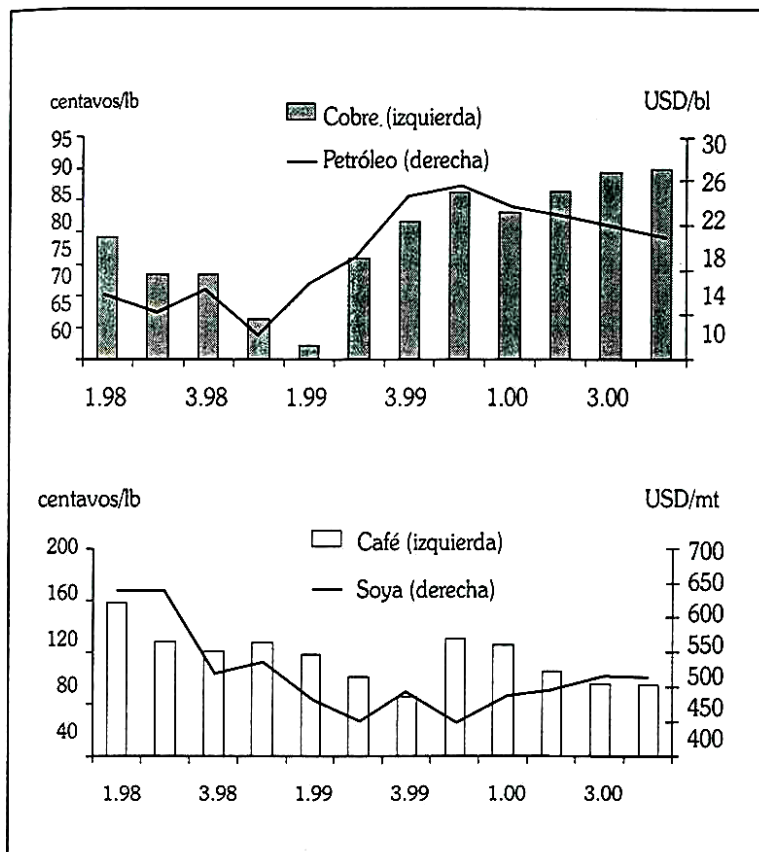 centavos/lb
USD/bl
Cobre. (izquierda)
Petróleo (derecha)
95
90
85
80
75
70
65
60
30
26
22
18
14
10
1.98 3.98 1.99 3.99 1.00 3.00
centavos/lb
USD/mt
Café (izquierda)
Soya (derecha)
200
160
120
80
40
700
650
600
550
500
450
400
1.98 3.98 1.99 3.99 1.00 3.00